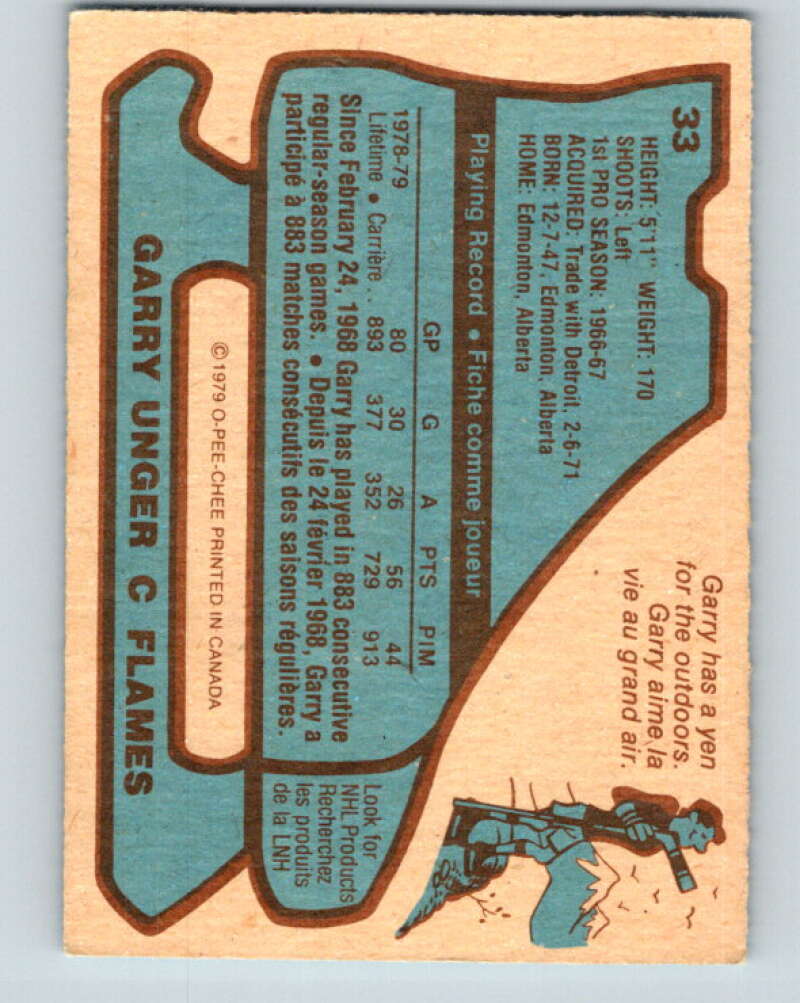 33
HEIGHT: 5'11" WEIGHT: 170
SHOOTS: Left
1st PRO SEASON: 1966-67
ACQUIRED: Trade with Detroit, 2-6-71
BORN: 12-7-47, Edmonton, Alberta
HOME: Edmonton, Alberta
Garry has a yen
for the outdoors.
Garry aime la
vie au grand air.
Playing Record • Fiche comme joueur
GP G A PTS PIM
1978-79 80 30 26 56 44
Lifetime • Carrière .. 893 377 352 729 913
Since February 24, 1968 Garry has played in 883 consecutive
regular-season games. • Depuis le 24 février 1968, Garry a
participé à 883 matches consécutifs des saisons régulières.
Look for
NHL Products
Recherchez
les produits
de la LNH
© 1979 O-PEE-CHEE PRINTED IN CANADA
GARRY UNGER C FLAMES